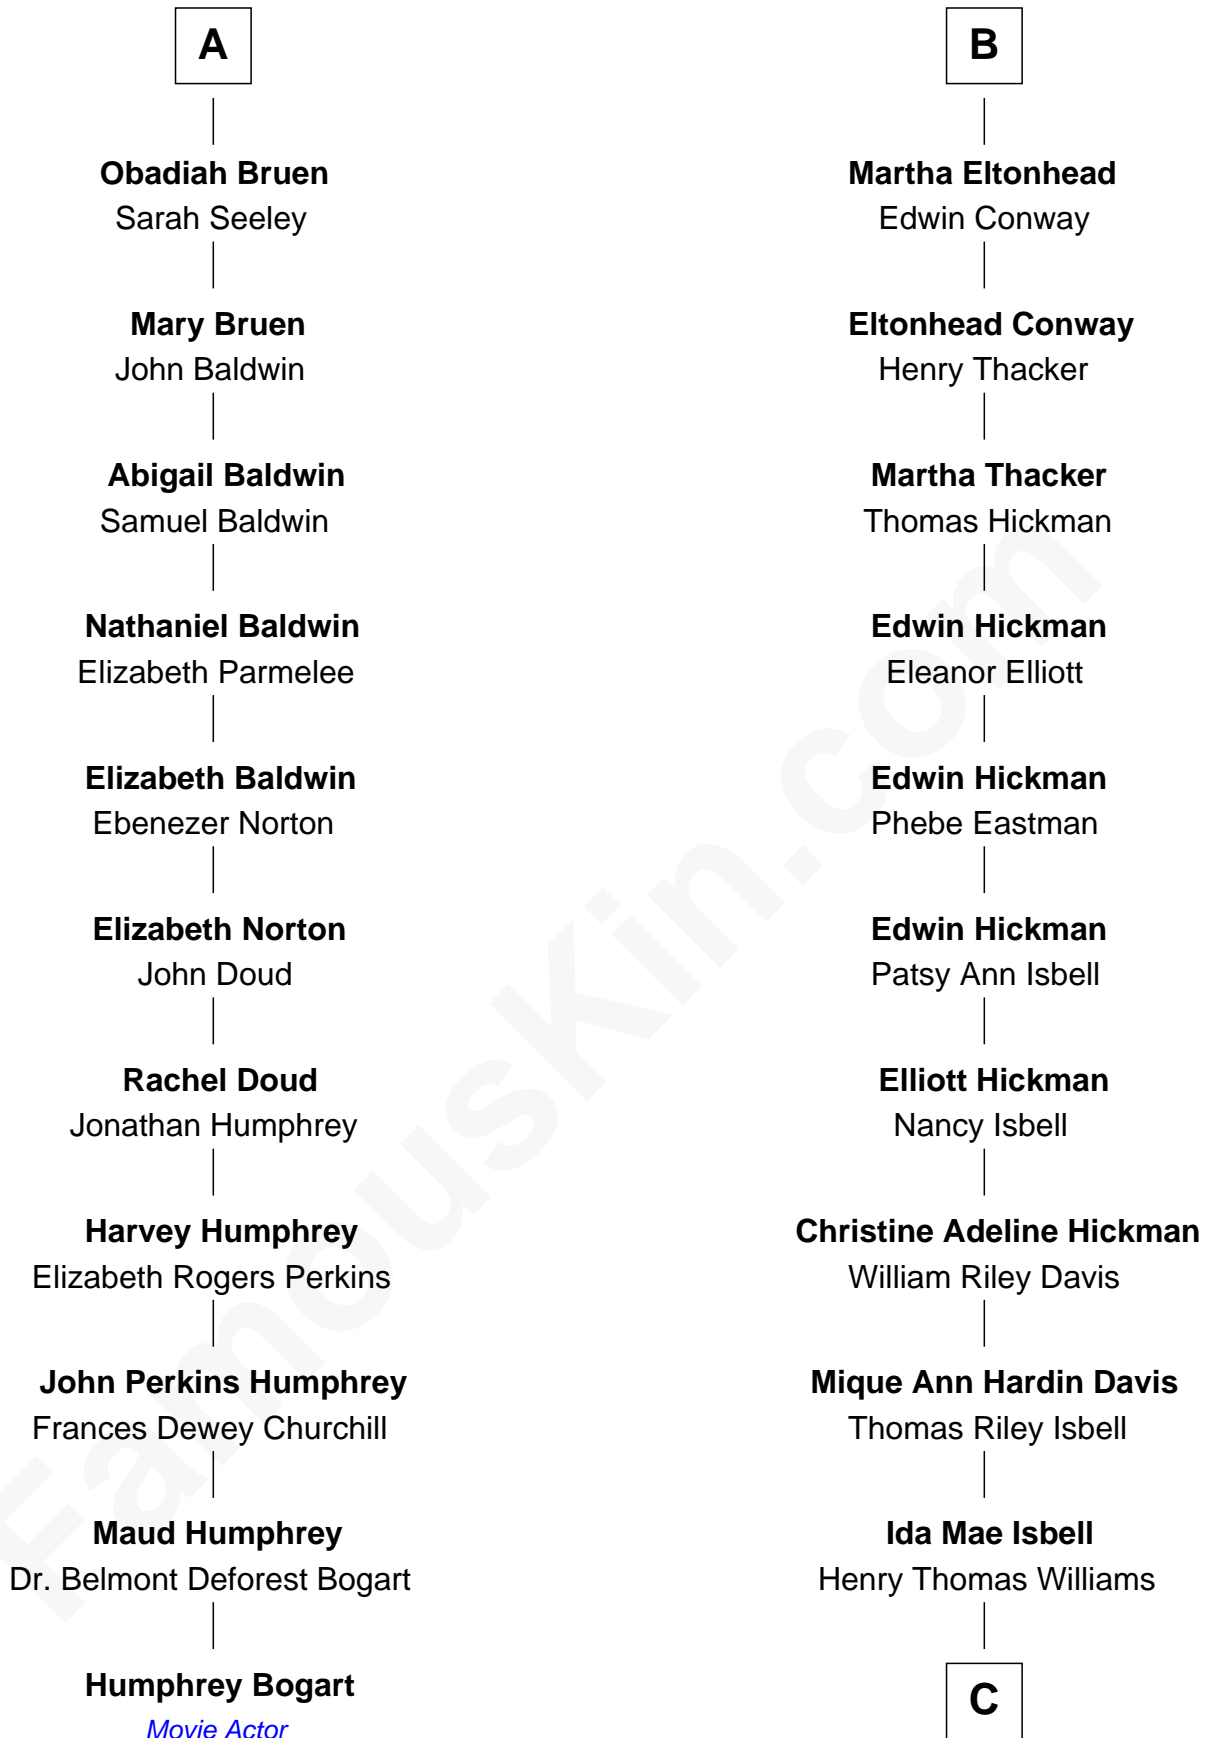 A
Obadiah Bruen
Sarah Seeley
Mary Bruen
John Baldwin
Abigail Baldwin
Samuel Baldwin
Nathaniel Baldwin
Elizabeth Parmelee
Elizabeth Baldwin
Ebenezer Norton
Elizabeth Norton
John Doud
Rachel Doud
Jonathan Humphrey
Harvey Humphrey
Elizabeth Rogers Perkins
John Perkins Humphrey
Frances Dewey Churchill
Maud Humphrey
Dr. Belmont Deforest Bogart
Humphrey Bogart
Movie Actor
B
Martha Eltonhead
Edwin Conway
Eltonhead Conway
Henry Thacker
Martha Thacker
Thomas Hickman
Edwin Hickman
Eleanor Elliott
Edwin Hickman
Phebe Eastman
Edwin Hickman
Patsy Ann Isbell
Elliott Hickman
Nancy Isbell
Christine Adeline Hickman
William Riley Davis
Mique Ann Hardin Davis
Thomas Riley Isbell
Ida Mae Isbell
Henry Thomas Williams
C
FamousKin.com